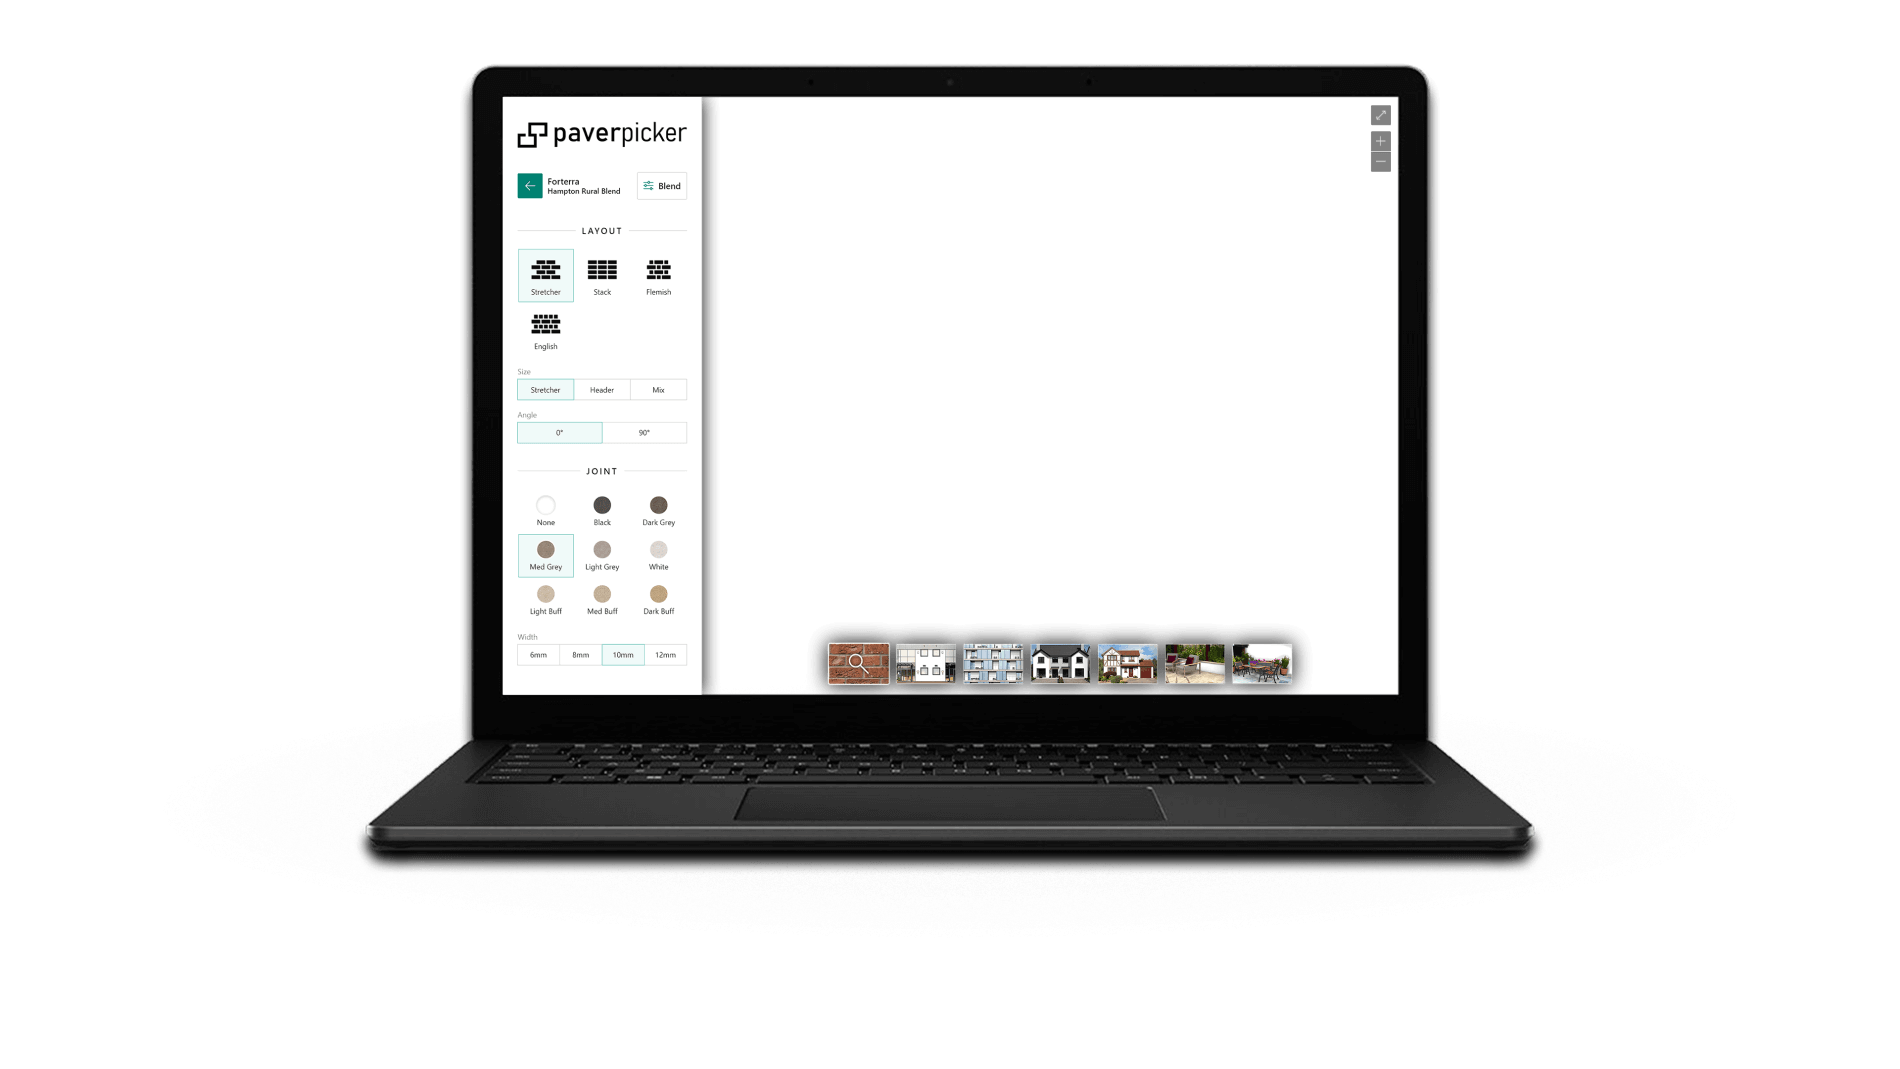 paverpicker
Forterra
Hampton Rural Blend
Blend
LAYOUT
Stretcher
Stack
Flemish
English
Size
Stretcher
Header
Mix
Angle
0°
90°
JOINT
None
Black
Dark Grey
Med Grey
Light Grey
White
Light Buff
Med Buff
Dark Buff
Width
6mm
8mm
10mm
12mm